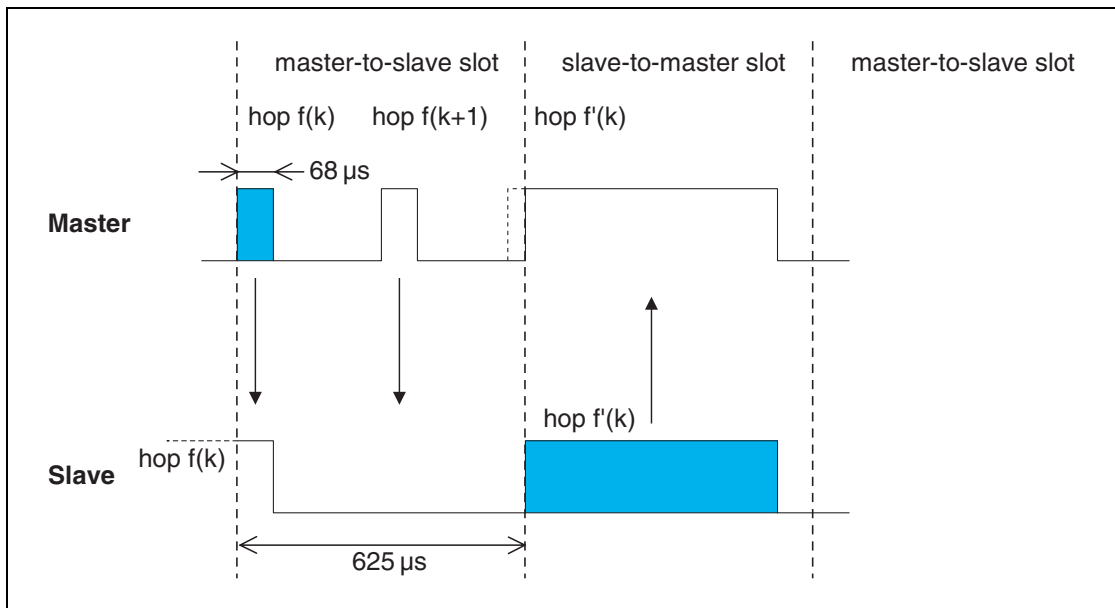 master-to-slave slot slave-to-master slot master-to-slave slot
hop f(k) hop f(k+1) hop f'(k)
68 µs
Master
hop f'(k)
hop f(k)
Slave
625 µs